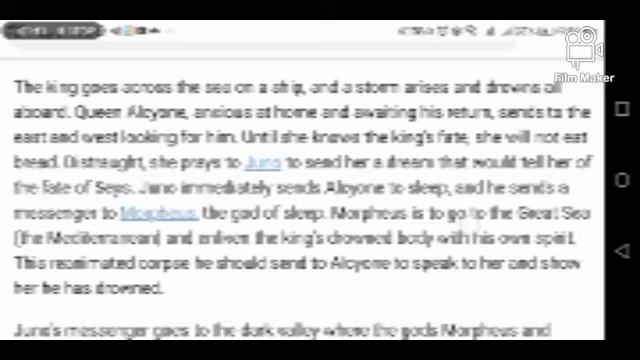 Film Maker
The king goes across the sea on a ship, and a storm arises and drowns all
aboard. Queen Alcyone, anxious at home and awaiting his return, sends to the
east and west looking for him. Until she knows the king's fate, she will not eat
bread. Distraught, she prays to Juno to send her a dream that would tell her of
the fate of Seys. Juno immediately sends Alcyone to sleep, and he sends a
messenger to Morpheus, the god of sleep. Morpheus is to go to the Great Sea
(the Mediterranean) and enliven the king's drowned body with his own spirit.
This reanimated corpse he should send to Alcyone to speak to her and show
her he has drowned.
Juno's messenger goes to the dark valley where the gods Morpheus and